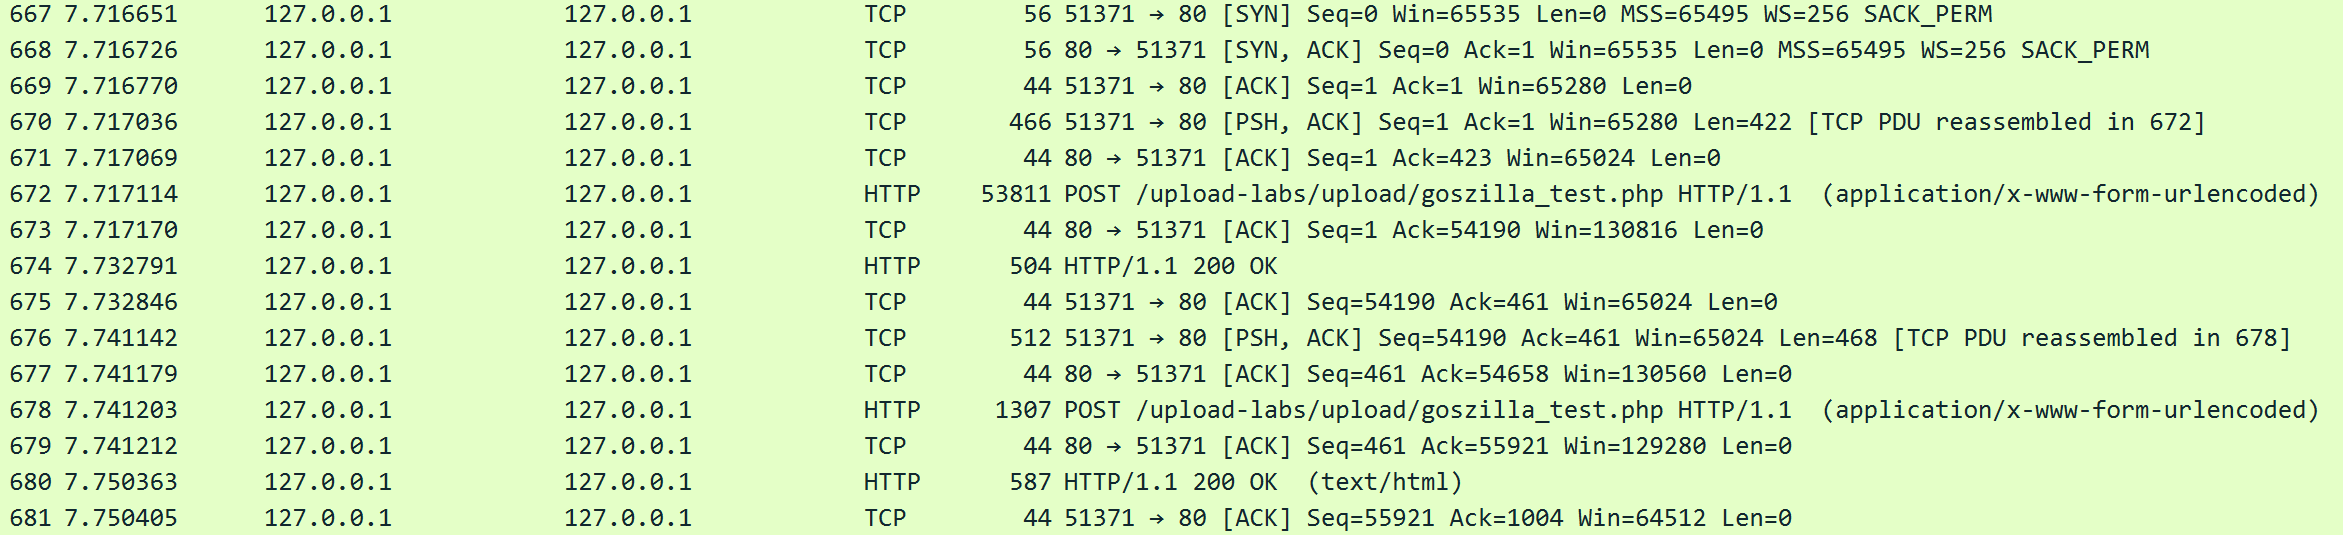 667 7.716651 127.0.0.1 127.0.0.1 TCP 56 51371 → 80 [SYN] Seq=0 Win=65535 Len=0 MSS=65495 WS=256 SACK_PERM
668 7.716726 127.0.0.1 127.0.0.1 TCP 56 80 → 51371 [SYN, ACK] Seq=0 Ack=1 Win=65535 Len=0 MSS=65495 WS=256 SACK_PERM
669 7.716770 127.0.0.1 127.0.0.1 TCP 44 51371 → 80 [ACK] Seq=1 Ack=1 Win=65280 Len=0
670 7.717036 127.0.0.1 127.0.0.1 TCP 466 51371 → 80 [PSH, ACK] Seq=1 Ack=1 Win=65280 Len=422 [TCP PDU reassembled in 672]
671 7.717069 127.0.0.1 127.0.0.1 TCP 44 80 → 51371 [ACK] Seq=1 Ack=423 Win=65024 Len=0
672 7.717114 127.0.0.1 127.0.0.1 HTTP 53811 POST /upload-labs/upload/goszilla_test.php HTTP/1.1 (application/x-www-form-urlencoded)
673 7.717170 127.0.0.1 127.0.0.1 TCP 44 80 → 51371 [ACK] Seq=1 Ack=54190 Win=130816 Len=0
674 7.732791 127.0.0.1 127.0.0.1 HTTP 504 HTTP/1.1 200 OK
675 7.732846 127.0.0.1 127.0.0.1 TCP 44 51371 → 80 [ACK] Seq=54190 Ack=461 Win=65024 Len=0
676 7.741142 127.0.0.1 127.0.0.1 TCP 512 51371 → 80 [PSH, ACK] Seq=54190 Ack=461 Win=65024 Len=468 [TCP PDU reassembled in 678]
677 7.741179 127.0.0.1 127.0.0.1 TCP 44 80 → 51371 [ACK] Seq=461 Ack=54658 Win=130560 Len=0
678 7.741203 127.0.0.1 127.0.0.1 HTTP 1307 POST /upload-labs/upload/goszilla_test.php HTTP/1.1 (application/x-www-form-urlencoded)
679 7.741212 127.0.0.1 127.0.0.1 TCP 44 80 → 51371 [ACK] Seq=461 Ack=55921 Win=129280 Len=0
680 7.750363 127.0.0.1 127.0.0.1 HTTP 587 HTTP/1.1 200 OK (text/html)
681 7.750405 127.0.0.1 127.0.0.1 TCP 44 51371 → 80 [ACK] Seq=55921 Ack=1004 Win=64512 Len=0